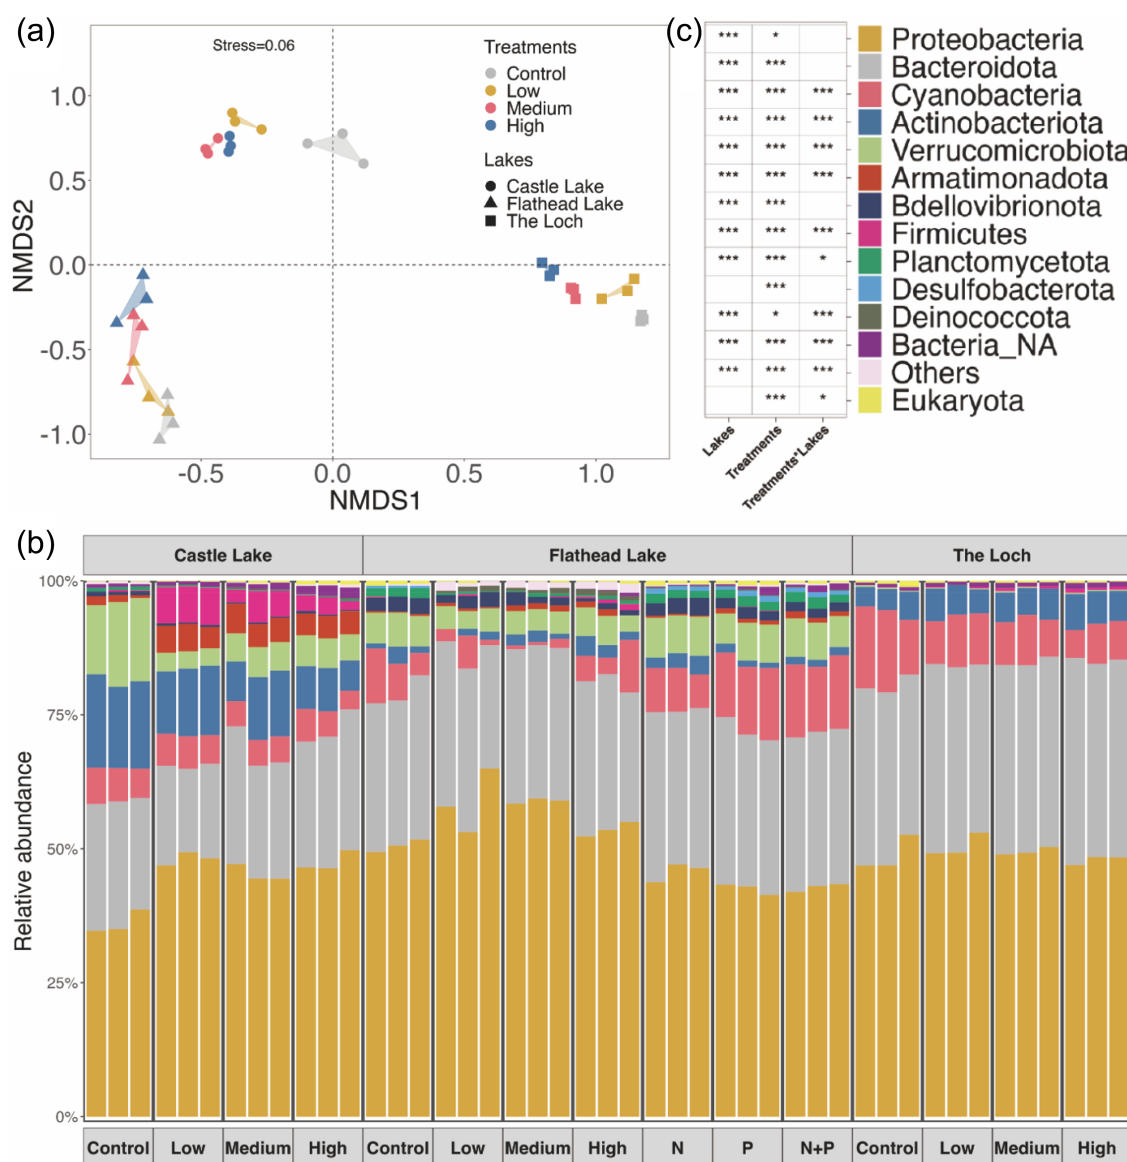 (a)
Stress=0.06
Treatments
Control
Low
Medium
High
Lakes
Castle Lake
Flathead Lake
The Loch
NMDS2
1.0
0.5
0.0
-0.5
-1.0
-0.5
0.0
0.5
1.0
NMDS1
(c)
*** * Proteobacteria
*** *** Bacteroidota
*** *** *** Cyanobacteria
*** *** *** Actinobacteriota
*** *** *** Verrucomicrobiota
*** *** *** Armatimonadota
*** *** Bdellovibrionota
*** *** *** Firmicutes
*** *** * Planctomycetota
*** Desulfobacterota
*** * *** Deinococcota
*** *** *** Bacteria_NA
*** *** *** Others
*** * Eukaryota
Lakes
Treatments
Treatments*Lakes
(b)
Castle Lake Flathead Lake The Loch
Relative abundance
100%
75%
50%
25%
0%
Control Low Medium High Control Low Medium High N P N+P Control Low Medium High